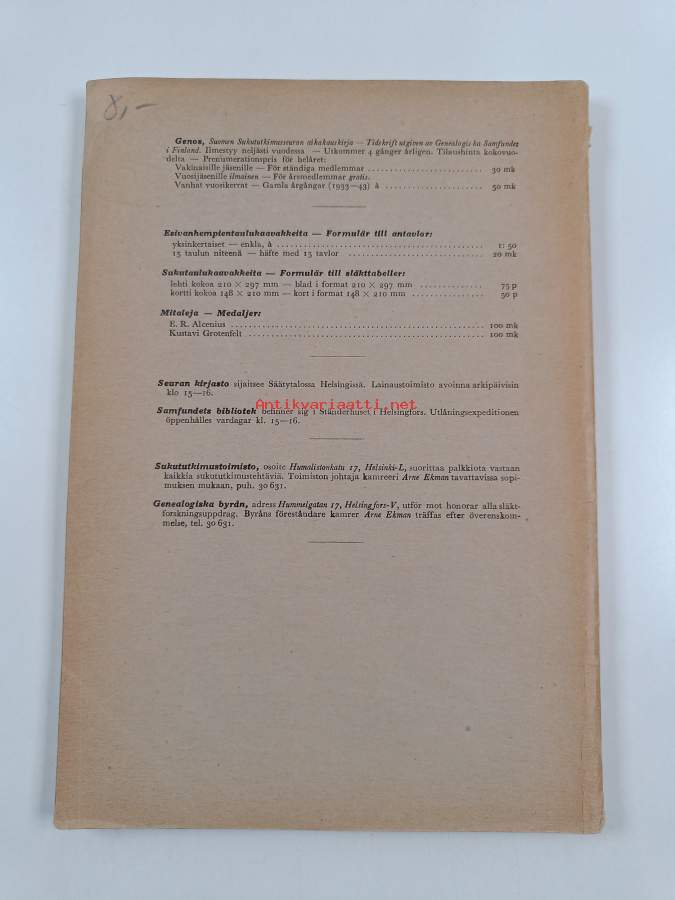 8,—
Genos, Suomen Sukututkimusseuran aikakauskirja — Tidskrift utgiven av Genealogiska Samfundet
i Finland. Ilmestyy neljästi vuodessa — Utkommer 4 gånger årligen. Tilaushinta kokovuo-
delta — Prenumerationspris för helåret:
Vakinaisille jäsenille — För ständiga medlemmar 30 mk
Vuosijäsenille ilmaisen — För årsmedlemmar gratis.
Vanhat vuosikerrat — Gamla årgångar (1933—43) à 50 mk
Esivanhempientaulukaavakkeita — Formulär till antavlor:
yksinkertaiset — enkla, à 1: 50
15 taulun niteenä — häfte med 15 tavlor 20 mk
Sukutaulukaavakkeita — Formulär till släkttabeller:
lehti kokoa 210 × 297 mm — blad i format 210 × 297 mm 75 p
kortti kokoa 148 × 210 mm — kort i format 148 × 210 mm 50 p
Mitaleja — Medaljer:
E. R. Alcenius 100 mk
Kustavi Grotenfelt 100 mk
Seuran kirjasto sijaitsee Säätytalossa Helsingissä. Lainaustoimisto avoinna arkipäivisin
klo 15—16.
Antikvariaatti.net
Samfundets bibliotek befinner sig i Ständerhuset i Helsingfors. Utlåningsexpeditionen
öppenhålles vardagar kl. 15—16.
Sukututkimustoimisto, osoite Humalistonkatu 17, Helsinki-L, suorittaa palkkiota vastaan
kaikkia sukututkimustehtäviä. Toimiston johtaja kamreeri Arne Ekman tavattavissa sopi-
muksen mukaan, puh. 30 631.
Genealogiska byrån, adress Hummelgatan 17, Helsingfors-V, utför mot honorar alla släkt-
forskningsuppdrag. Byråns föreståndare kamrer Arne Ekman träffas efter överenskom-
melse, tel. 30 631.